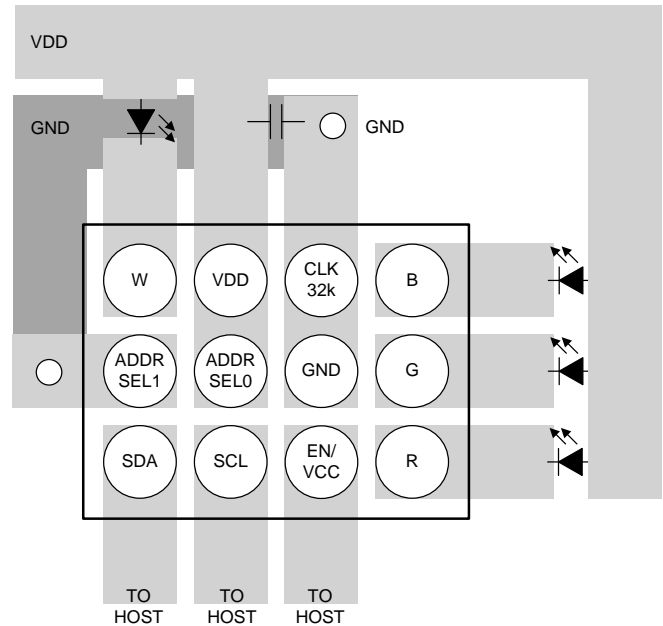 VDD
GND
GND
W
VDD
CLK
32k
B
ADDR
SEL1
ADDR
SEL0
GND
G
SDA
SCL
EN/
VCC
R
TO
HOST
TO
HOST
TO
HOST